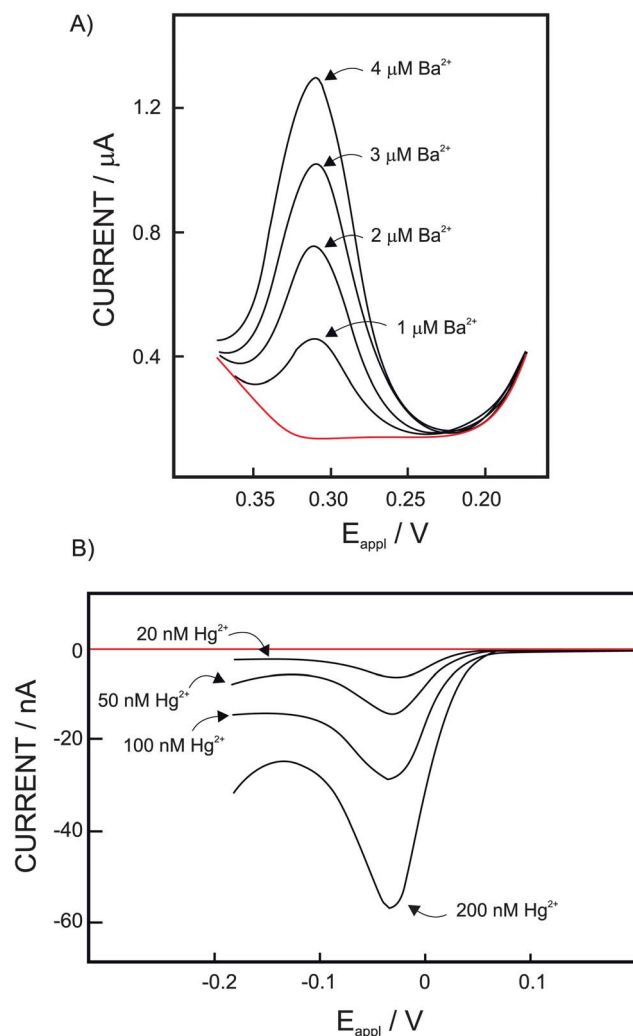 A)
4 μM Ba²⁺
1.2
3 μM Ba²⁺
CURRENT / μA
0.8
2 μM Ba²⁺
1 μM Ba²⁺
0.4
0.35 0.30 0.25 0.20
E_appl / V
B)
20 nM Hg²⁺
0
50 nM Hg²⁺
CURRENT / nA
-20
100 nM Hg²⁺
-40
200 nM Hg²⁺
-60
-0.2 -0.1 0 0.1
E_appl / V